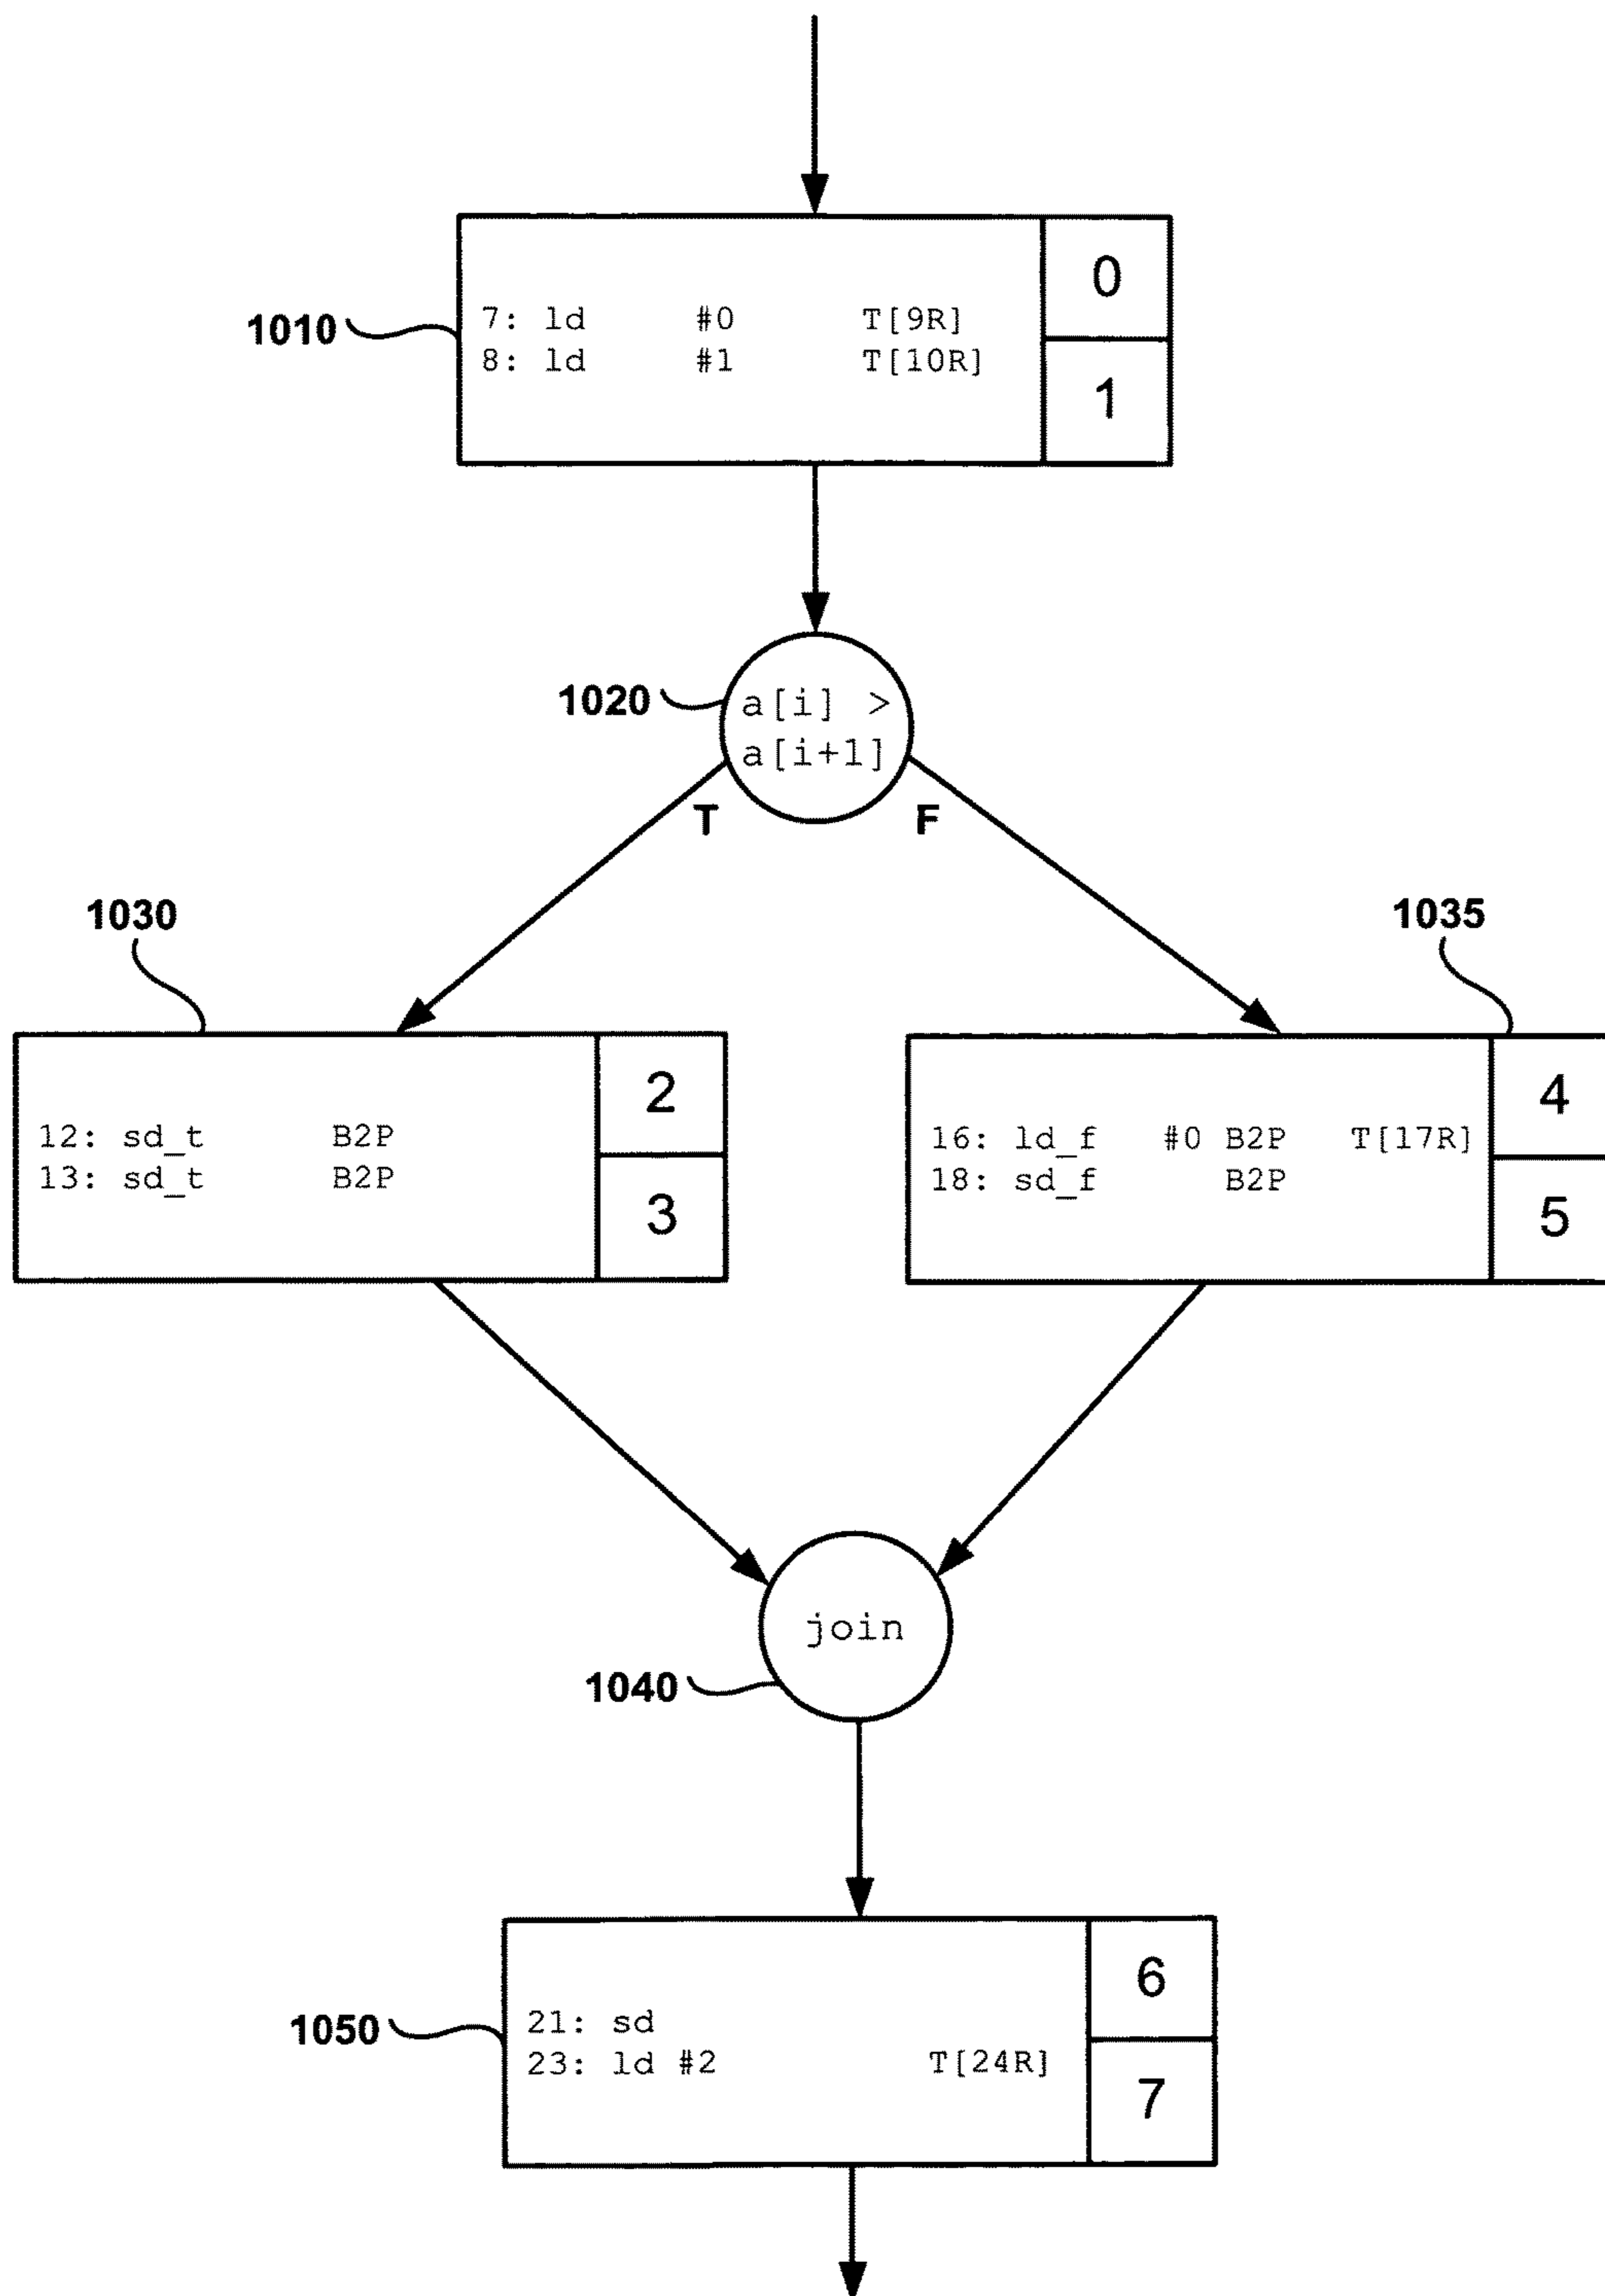 1010
7: ld #0 T[9R]
8: ld #1 T[10R]
0
1
1020
a[i] >
a[i+1]
T
F
1030
12: sd_t B2P
13: sd_t B2P
2
3
1035
16: ld_f #0 B2P T[17R]
18: sd_f B2P
4
5
join
1040
1050
21: sd
23: ld #2 T[24R]
6
7